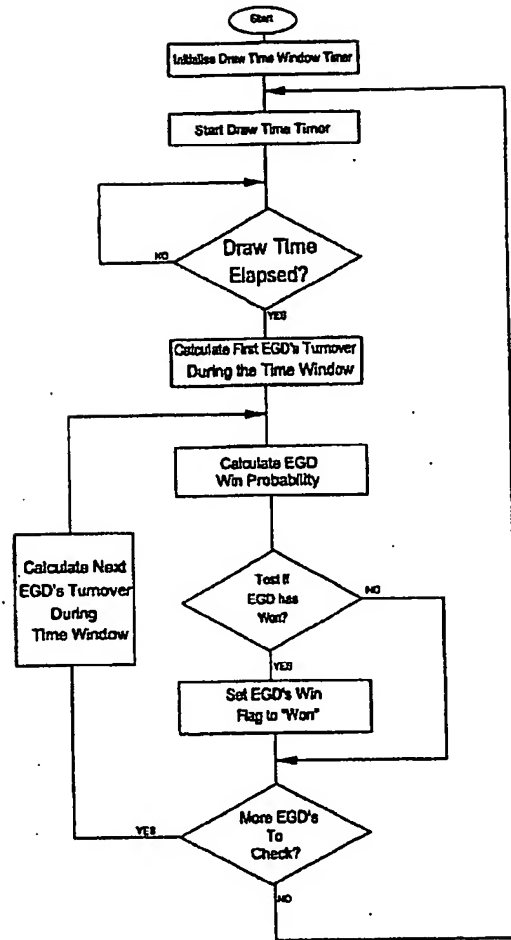 Start
Initialise Draw Time Window Timer
Start Draw Time Timer
Draw Time
Elapsed?
NO
YES
Calculate First EGD's Turnover
During the Time Window
Calculate EGD
Win Probability
Calculate Next
EGD's Turnover
During
Time Window
Test if
EGD has
Won?
NO
YES
Set EGD's Win
Flag to "Won"
More EGD's
To
Check?
YES
NO